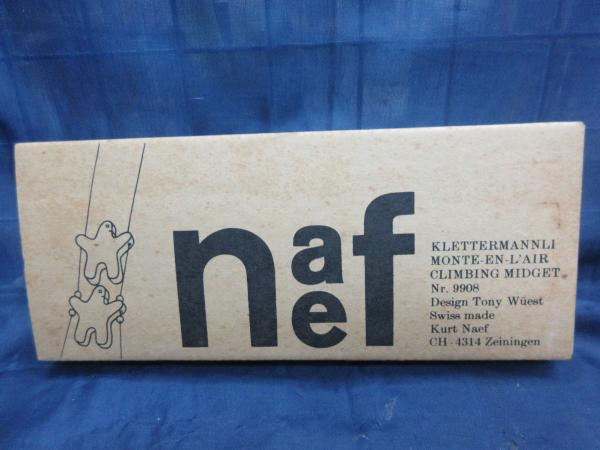 naef
KLETTERMANNLI
MONTE-EN-L'AIR
CLIMBING MIDGET
Nr. 9908
Design Tony Wüest
Swiss made
Kurt Naef
CH-4314 Zeiningen